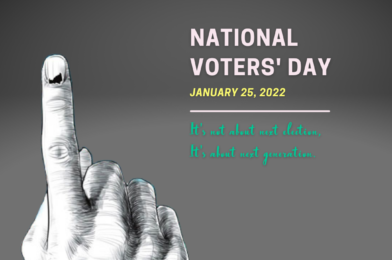 NATIONAL
VOTERS' DAY
JANUARY 25, 2022
It's not about next election,
It's about next generation.